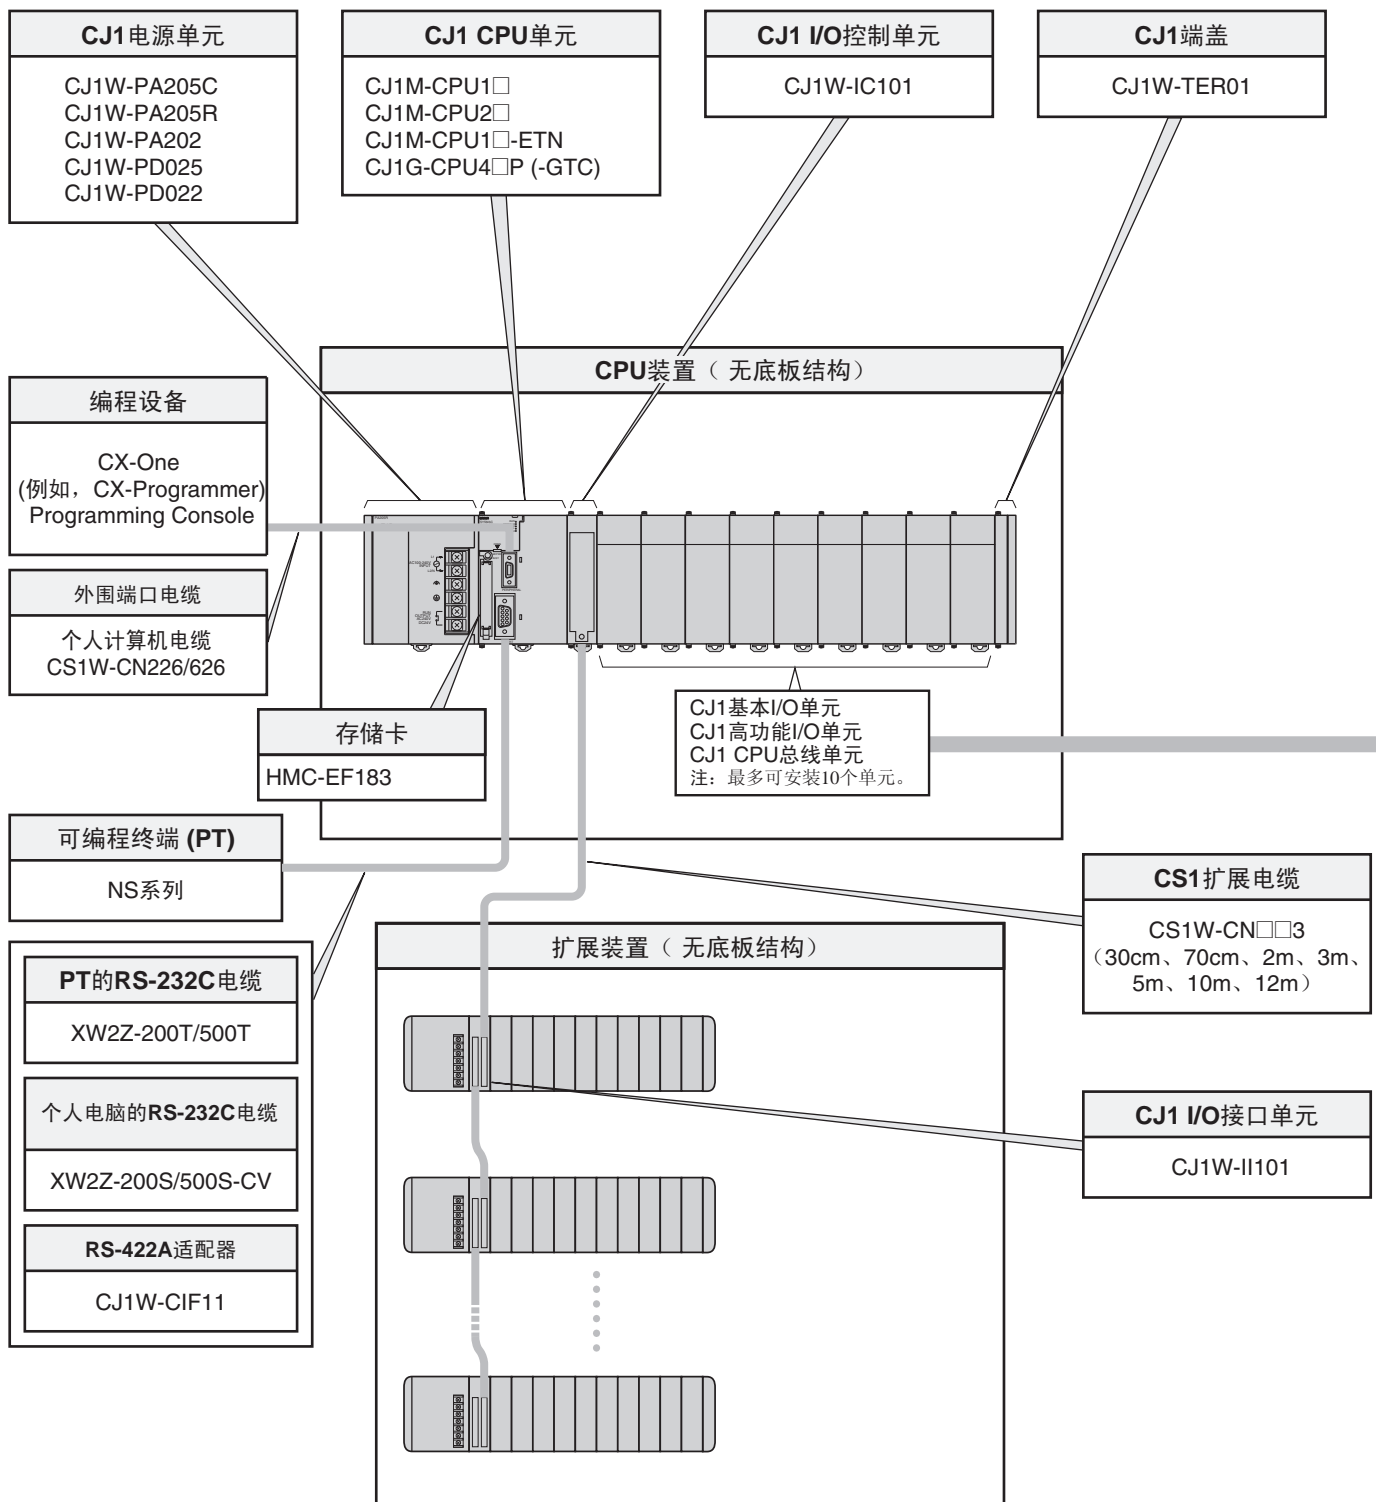 CJ1电源单元
CJ1W-PA205C
CJ1W-PA205R
CJ1W-PA202
CJ1W-PD025
CJ1W-PD022
CJ1 CPU单元
CJ1M-CPU1□
CJ1M-CPU2□
CJ1M-CPU1□-ETN
CJ1G-CPU4□P (-GTC)
CJ1 I/O控制单元
CJ1W-IC101
CJ1端盖
CJ1W-TER01
CPU装置（ 无底板结构）
编程设备
CX-One
(例如，CX-Programmer)
Programming Console
外围端口电缆
个人计算机电缆
CS1W-CN226/626
存储卡
HMC-EF183
CJ1基本I/O单元
CJ1高功能I/O单元
CJ1 CPU总线单元
注：最多可安装10个单元。
可编程终端 (PT)
NS系列
CS1扩展电缆
CS1W-CN□□3
（30cm、70cm、2m、3m、
5m、10m、12m）
扩展装置（ 无底板结构）
PT的RS-232C电缆
XW2Z-200T/500T
个人电脑的RS-232C电缆
XW2Z-200S/500S-CV
RS-422A适配器
CJ1W-CIF11
CJ1 I/O接口单元
CJ1W-II101